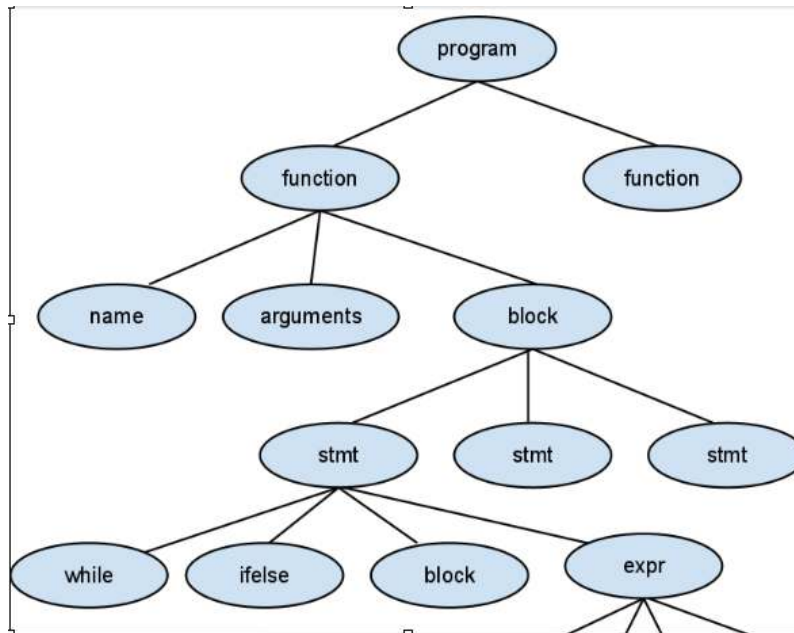 program
function
function
name
arguments
block
stmt
stmt
stmt
while
ifelse
block
expr